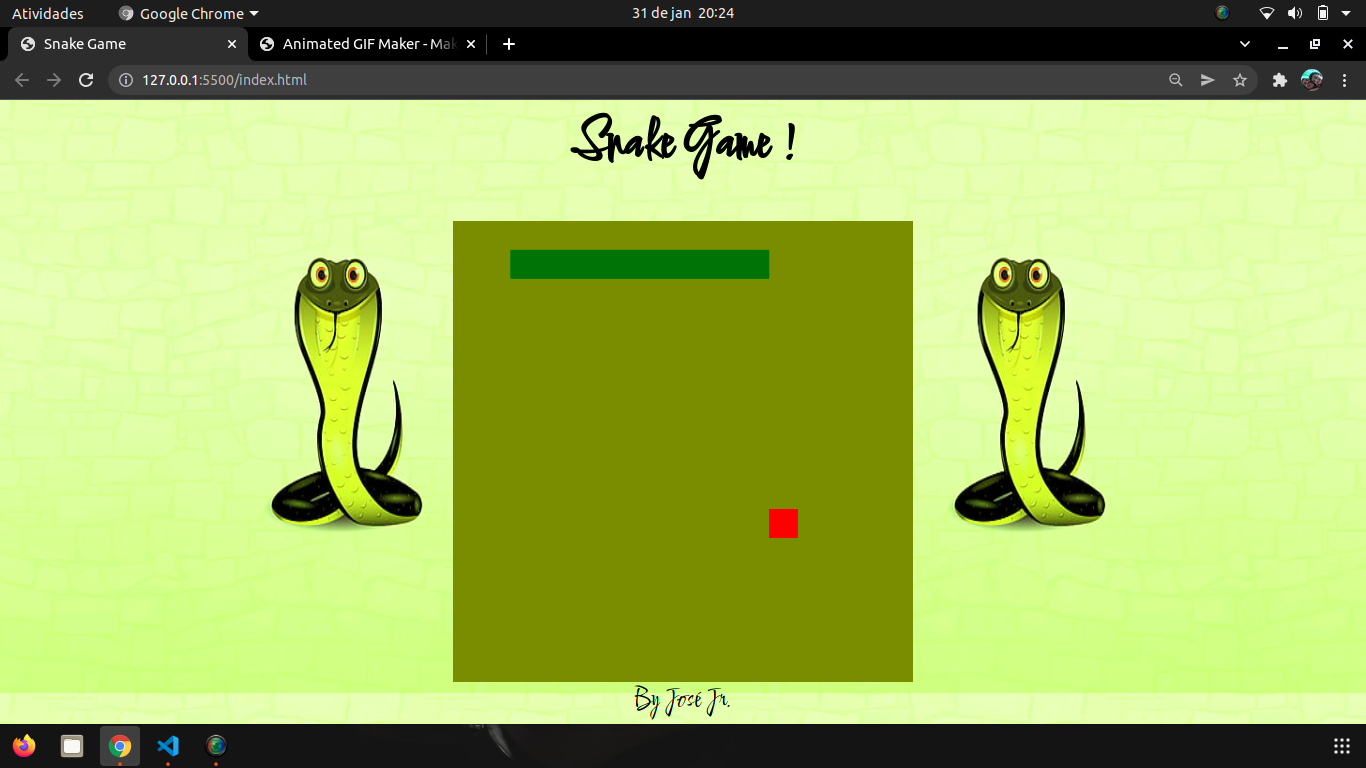 Atividades
Google Chrome
31 de jan 20:24
Snake Game
Animated GIF Maker - Mak
127.0.0.1:5500/index.html
Snake Game !
By José Jr.